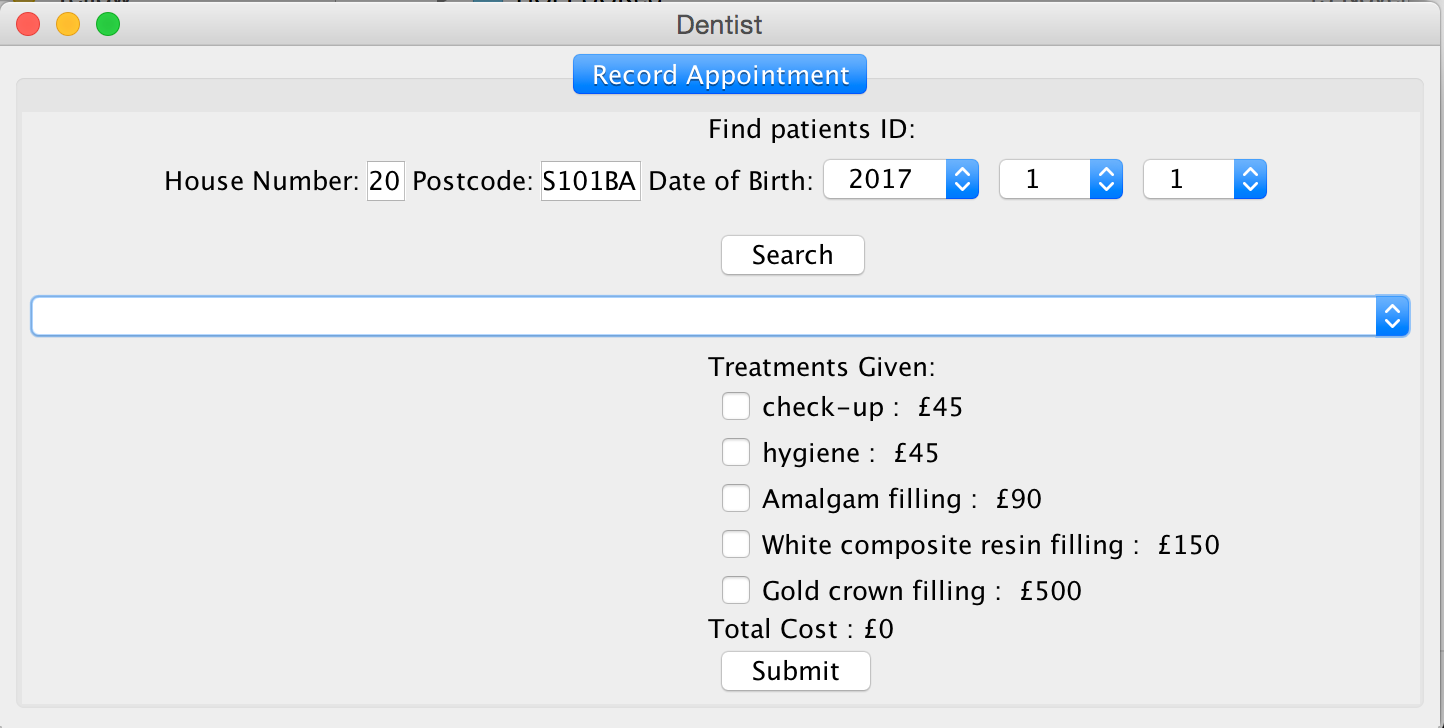 Dentist
Record Appointment
Find patients ID:
House Number: 20 Postcode: S101BA Date of Birth: 2017 1 1
Search
Treatments Given:
check-up : £45
hygiene : £45
Amalgam filling : £90
White composite resin filling : £150
Gold crown filling : £500
Total Cost : £0
Submit